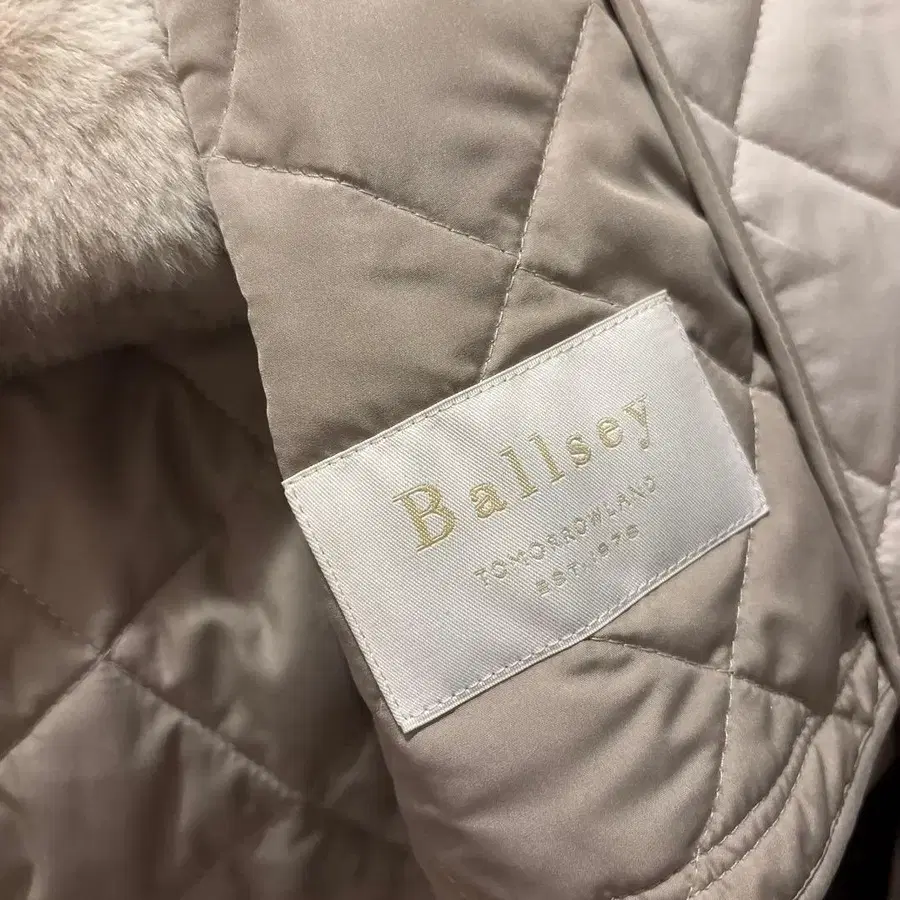 Ballsey
TOMORROWLAND
EST. 1978